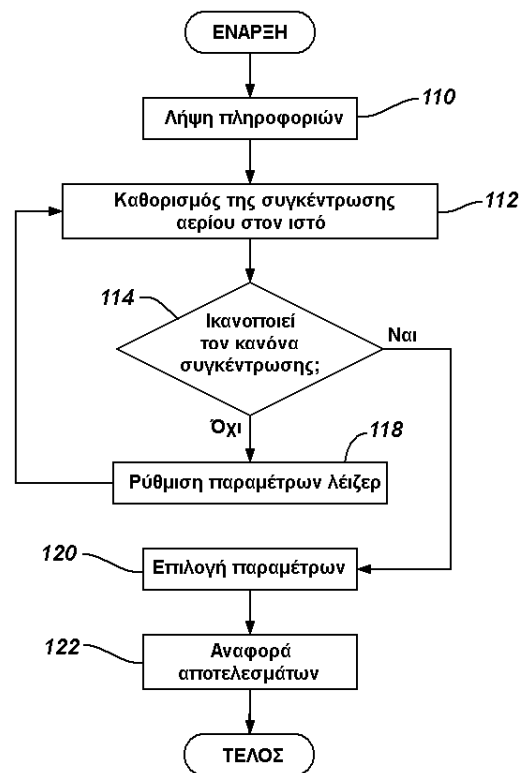 ΕΝΑΡΞΗ
110
Λήψη πληροφοριών
Καθορισμός της συγκέντρωσης
αερίου στον ιστό
112
114
Ικανοποιεί
τον κανόνα
συγκέντρωσης;
Ναι
Όχι
118
Ρύθμιση παραμέτρων λέιζερ
120
Επιλογή παραμέτρων
122
Αναφορά
αποτελεσμάτων
ΤΕΛΟΣ